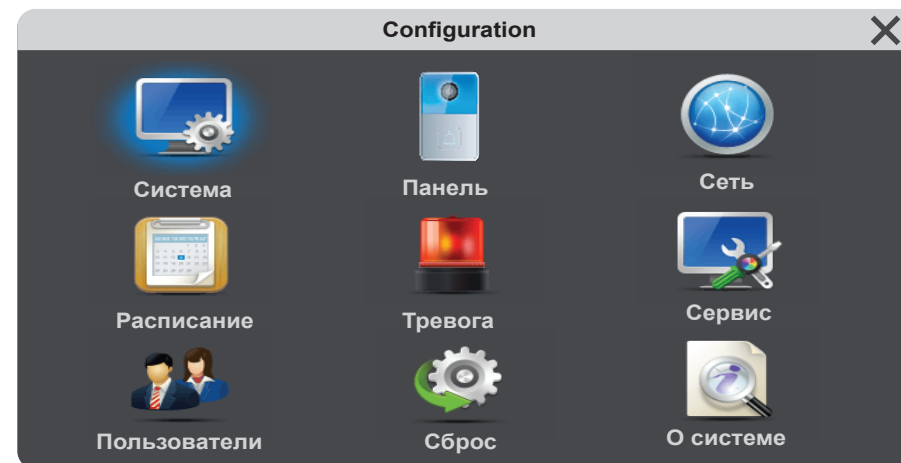 Configuration
Система
Панель
Сеть
Расписание
Тревога
Сервис
Пользователи
Сброс
О системе